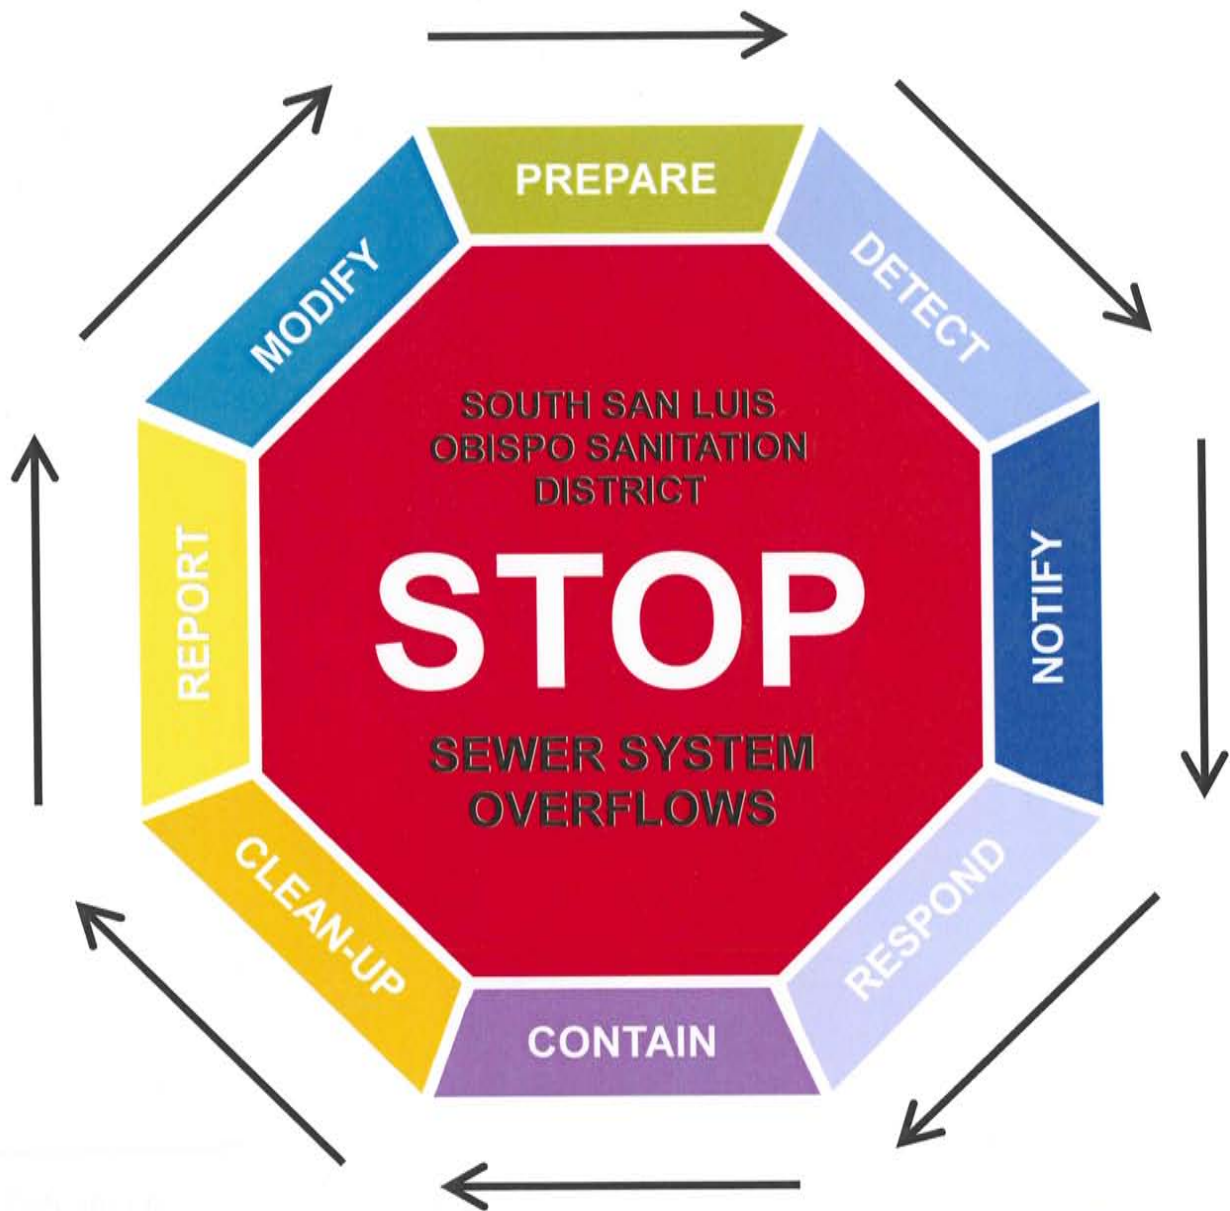 PREPARE
DETECT
NOTIFY
RESPOND
CONTAIN
CLEAN-UP
REPORT
MODIFY
SOUTH SAN LUIS
OBISPO SANITATION
DISTRICT
STOP
SEWER SYSTEM
OVERFLOWS